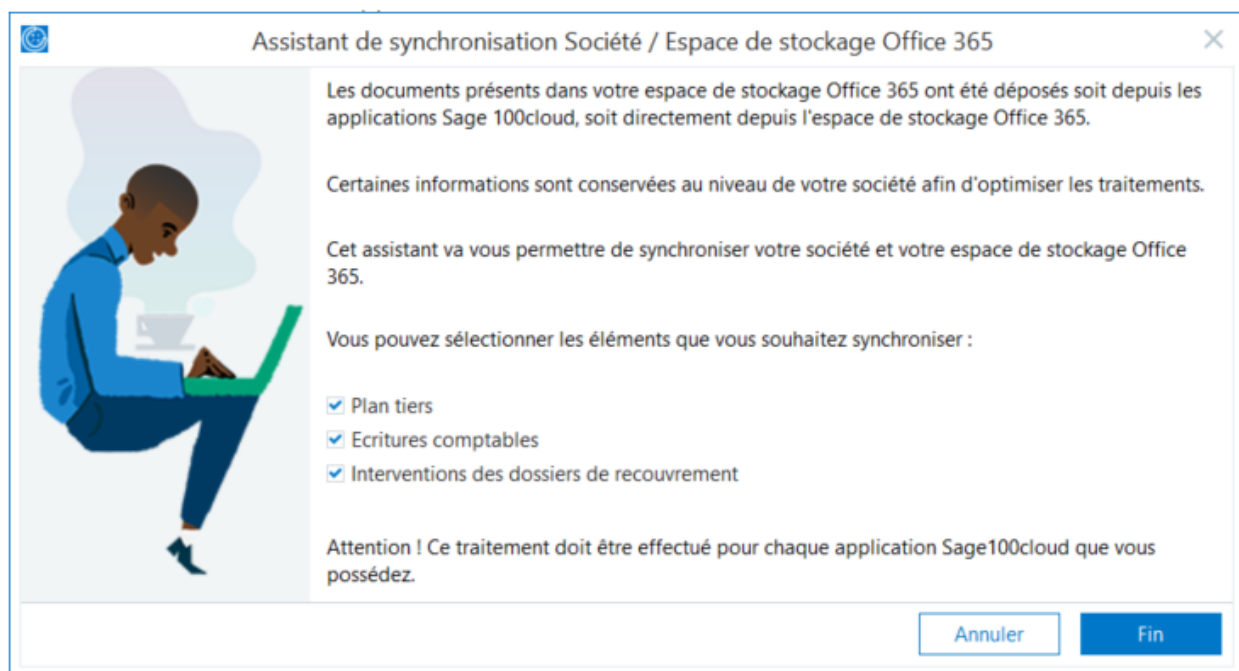 Assistant de synchronisation Société / Espace de stockage Office 365
Les documents présents dans votre espace de stockage Office 365 ont été déposés soit depuis les
applications Sage 100cloud, soit directement depuis l'espace de stockage Office 365.
Certaines informations sont conservées au niveau de votre société afin d'optimiser les traitements.
Cet assistant va vous permettre de synchroniser votre société et votre espace de stockage Office
365.
Vous pouvez sélectionner les éléments que vous souhaitez synchroniser :
Plan tiers
Ecritures comptables
Interventions des dossiers de recouvrement
Attention ! Ce traitement doit être effectué pour chaque application Sage100cloud que vous
possédez.
Annuler
Fin